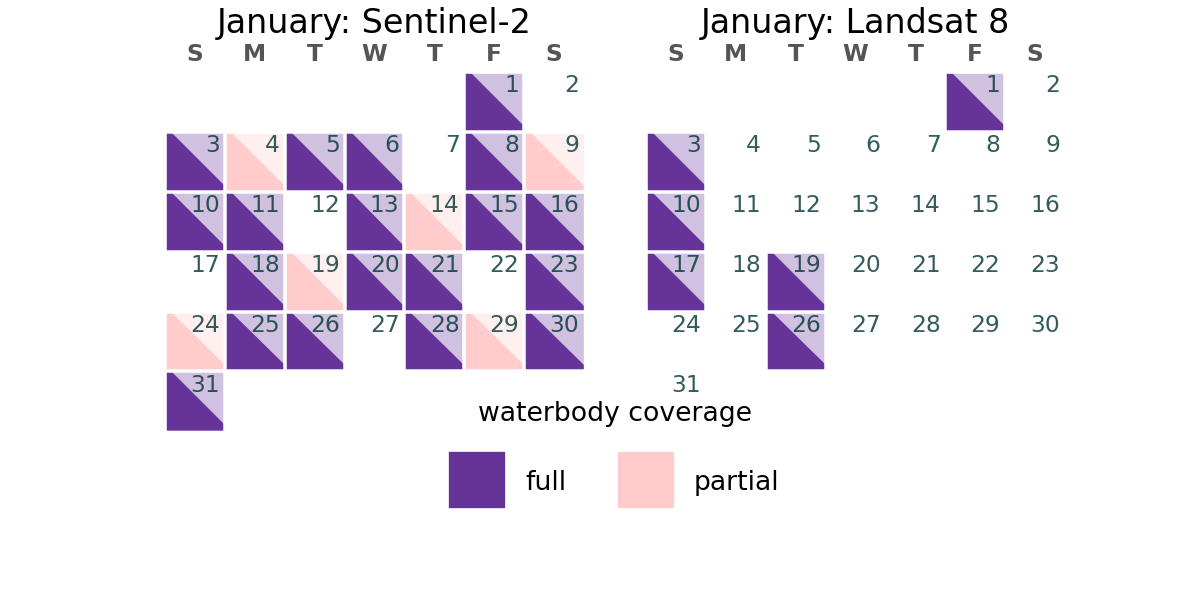 January: Sentinel-2
S M T W T F S
1 2
3 4 5 6 7 8 9
10 11 12 13 14 15 16
17 18 19 20 21 22 23
24 25 26 27 28 29 30
31
January: Landsat 8
S M T W T F S
1 2
3 4 5 6 7 8 9
10 11 12 13 14 15 16
17 18 19 20 21 22 23
24 25 26 27 28 29 30
31
waterbody coverage
full partial